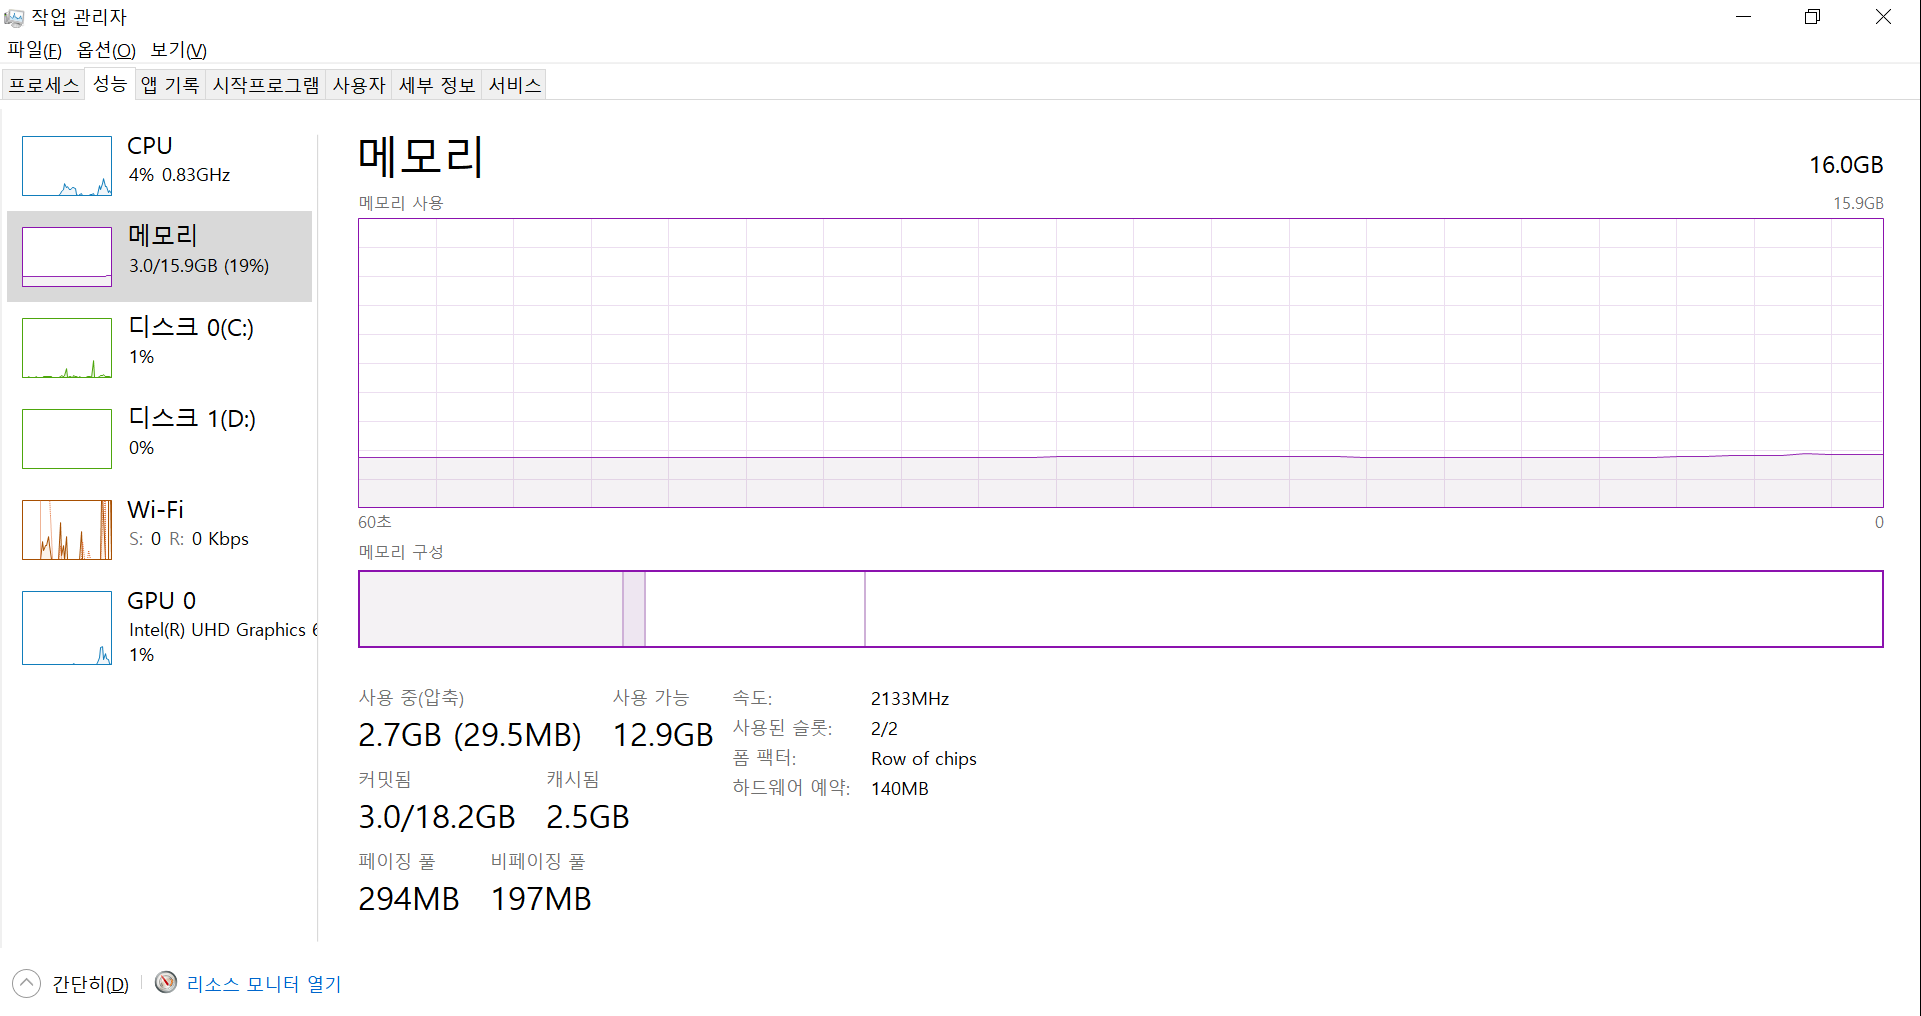 작업 관리자
파일(F) 옵션(O) 보기(V)
프로세스 성능 앱 기록 시작프로그램 사용자 세부 정보 서비스
CPU
4% 0.83GHz
메모리
3.0/15.9GB (19%)
디스크 0(C:)
1%
디스크 1(D:)
0%
Wi-Fi
S: 0 R: 0 Kbps
GPU 0
Intel(R) UHD Graphics 6
1%
메모리
16.0GB
메모리 사용
15.9GB
60초
0
메모리 구성
사용 중(압축)
2.7GB (29.5MB)
사용 가능
12.9GB
커밋됨
3.0/18.2GB
캐시됨
2.5GB
페이징 풀
294MB
비페이징 풀
197MB
속도: 2133MHz
사용된 슬롯: 2/2
폼 팩터: Row of chips
하드웨어 예약: 140MB
간단히(D)
리소스 모니터 열기